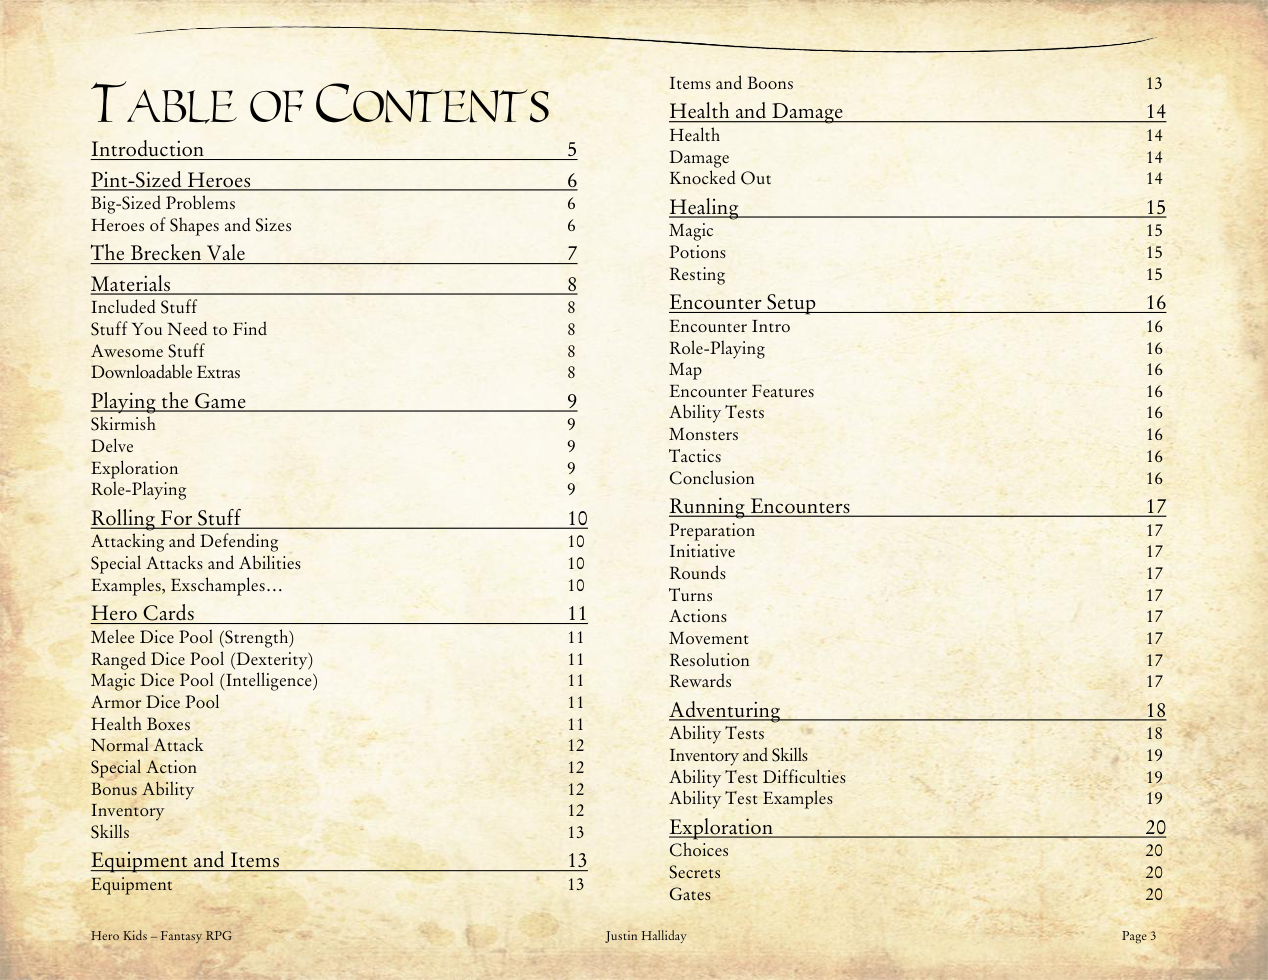 TABLE OF CONTENTS
Introduction 5
Pint-Sized Heroes 6
Big-Sized Problems 6
Heroes of Shapes and Sizes 6
The Brecken Vale 7
Materials 8
Included Stuff 8
Stuff You Need to Find 8
Awesome Stuff 8
Downloadable Extras 8
Playing the Game 9
Skirmish 9
Delve 9
Exploration 9
Role-Playing 9
Rolling For Stuff 10
Attacking and Defending 10
Special Attacks and Abilities 10
Examples, Exschamples… 10
Hero Cards 11
Melee Dice Pool (Strength) 11
Ranged Dice Pool (Dexterity) 11
Magic Dice Pool (Intelligence) 11
Armor Dice Pool 11
Health Boxes 11
Normal Attack 12
Special Action 12
Bonus Ability 12
Inventory 12
Skills 13
Equipment and Items 13
Equipment 13
Items and Boons 13
Health and Damage 14
Health 14
Damage 14
Knocked Out 14
Healing 15
Magic 15
Potions 15
Resting 15
Encounter Setup 16
Encounter Intro 16
Role-Playing 16
Map 16
Encounter Features 16
Ability Tests 16
Monsters 16
Tactics 16
Conclusion 16
Running Encounters 17
Preparation 17
Initiative 17
Rounds 17
Turns 17
Actions 17
Movement 17
Resolution 17
Rewards 17
Adventuring 18
Ability Tests 18
Inventory and Skills 19
Ability Test Difficulties 19
Ability Test Examples 19
Exploration 20
Choices 20
Secrets 20
Gates 20
Hero Kids – Fantasy RPG Justin Halliday Page 3